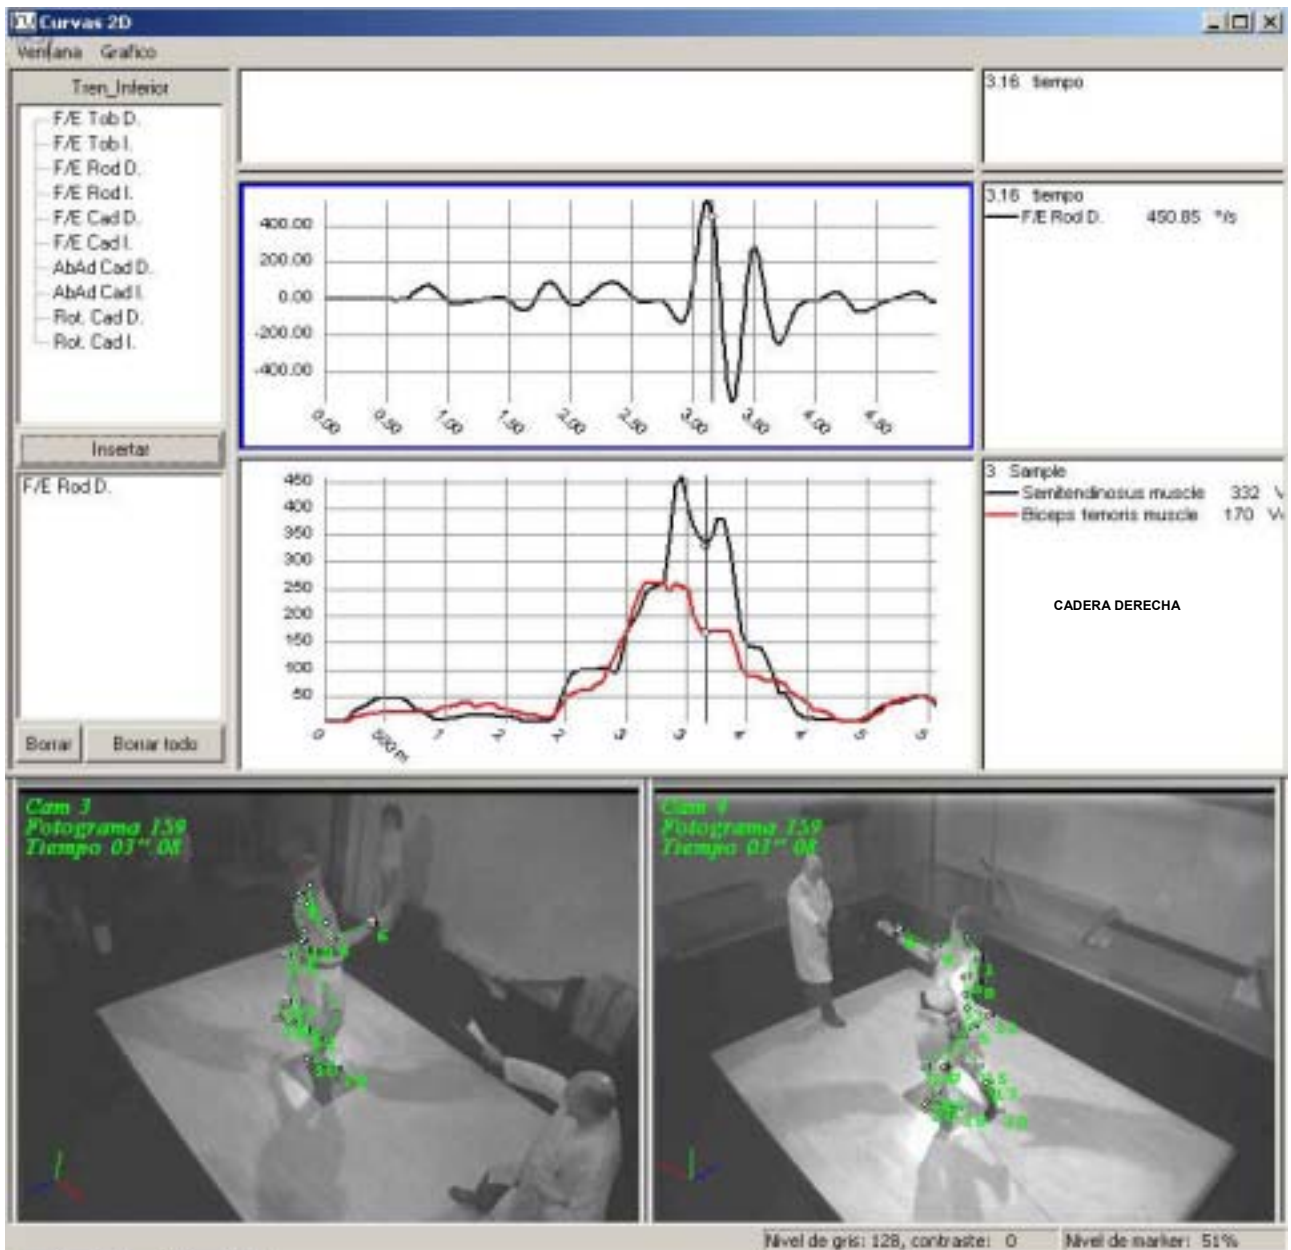 Curvas 2D
Ventana Grafico
Tren_Inferior
F/E Tob D.
F/E Tob I.
F/E Rod D.
F/E Rod I.
F/E Cad D.
F/E Cad I.
AbAd Cad D.
AbAd Cad I.
Rot. Cad D.
Rot. Cad I.
Insertar
F/E Rod D.
Borrar Borrar todo
3.16 tiempo
3.16 tiempo
F/E Rod D. 450.85 °/s
400.00
200.00
0.00
-200.00
-400.00
0.00 0.50 1.00 1.50 2.00 2.50 3.00 3.50 4.00 4.50
3 Sample
Semitendinosus muscle 332 V
Biceps femoris muscle 170 V
CADERA DERECHA
450
400
350
300
250
200
150
100
50
0 500 m 1 1 2 2 3 3 4 4 5 5
Cam 3
Fotograma 159
Tiempo 03" 08
Cam 4
Fotograma 159
Tiempo 03" 08
Nivel de gris: 128, contraste: 0 Nivel de marker: 51%